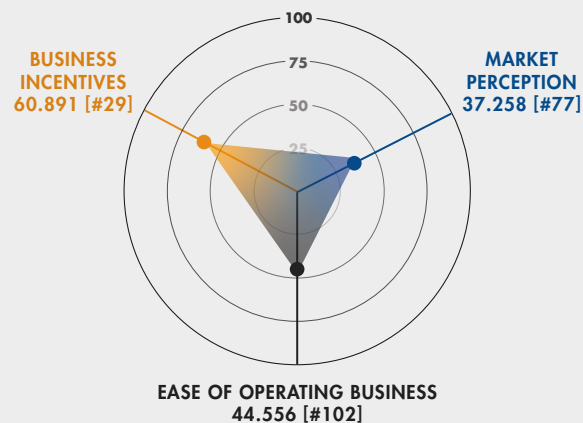 100
75
50
25
BUSINESS
INCENTIVES
60.891 [#29]
MARKET
PERCEPTION
37.258 [#77]
EASE OF OPERATING BUSINESS
44.556 [#102]